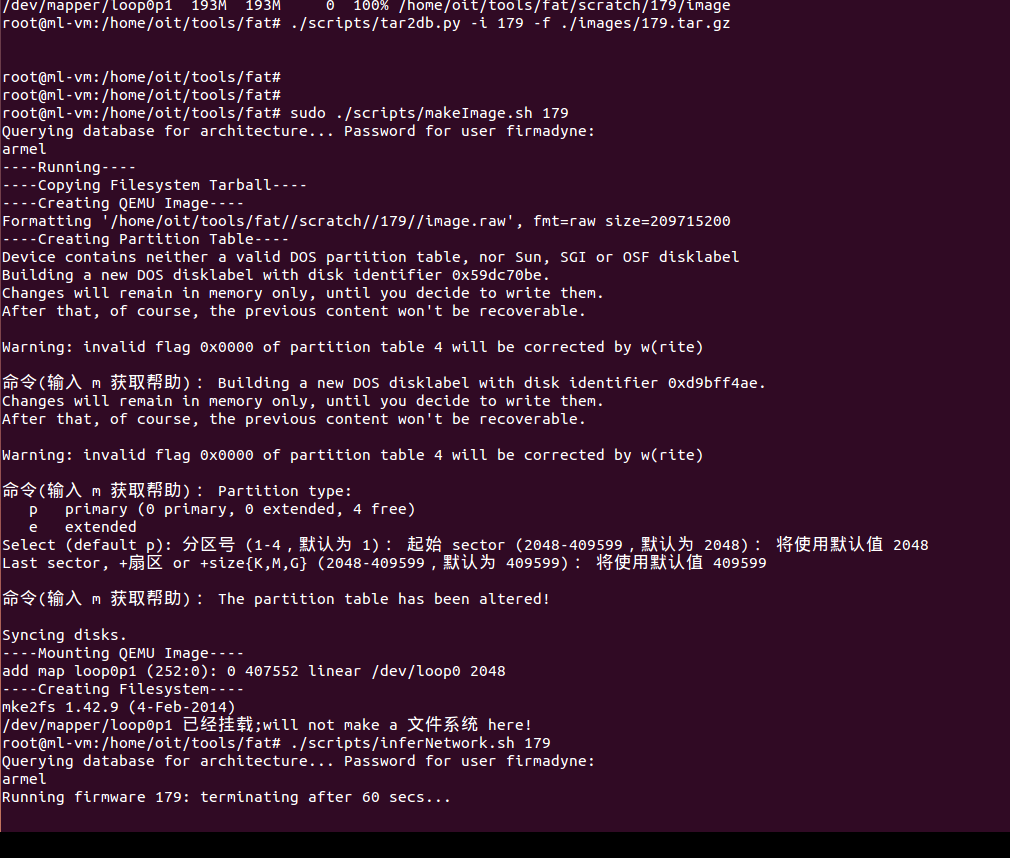 /dev/mapper/loop0p1  193M  193M     0  100% /home/oit/tools/fat/scratch/179/image
root@ml-vm:/home/oit/tools/fat# ./scripts/tar2db.py -i 179 -f ./images/179.tar.gz
root@ml-vm:/home/oit/tools/fat#
root@ml-vm:/home/oit/tools/fat#
root@ml-vm:/home/oit/tools/fat# sudo ./scripts/makeImage.sh 179
Querying database for architecture... Password for user firmadyne:
armel
----Running----
----Copying Filesystem Tarball----
----Creating QEMU Image----
Formatting '/home/oit/tools/fat//scratch//179//image.raw', fmt=raw size=209715200
----Creating Partition Table----
Device contains neither a valid DOS partition table, nor Sun, SGI or OSF disklabel
Building a new DOS disklabel with disk identifier 0x59dc70be.
Changes will remain in memory only, until you decide to write them.
After that, of course, the previous content won't be recoverable.
Warning: invalid flag 0x0000 of partition table 4 will be corrected by w(rite)
命令(输入 m 获取帮助)： Building a new DOS disklabel with disk identifier 0xd9bff4ae.
Changes will remain in memory only, until you decide to write them.
After that, of course, the previous content won't be recoverable.
Warning: invalid flag 0x0000 of partition table 4 will be corrected by w(rite)
命令(输入 m 获取帮助)： Partition type:
   p   primary (0 primary, 0 extended, 4 free)
   e   extended
Select (default p): 分区号 (1-4，默认为 1)： 起始 sector (2048-409599，默认为 2048)： 将使用默认值 2048
Last sector, +扇区 or +size{K,M,G} (2048-409599，默认为 409599)： 将使用默认值 409599
命令(输入 m 获取帮助)： The partition table has been altered!
Syncing disks.
----Mounting QEMU Image----
add map loop0p1 (252:0): 0 407552 linear /dev/loop0 2048
----Creating Filesystem----
mke2fs 1.42.9 (4-Feb-2014)
/dev/mapper/loop0p1 已经挂载;will not make a 文件系统 here!
root@ml-vm:/home/oit/tools/fat# ./scripts/inferNetwork.sh 179
Querying database for architecture... Password for user firmadyne:
armel
Running firmware 179: terminating after 60 secs...